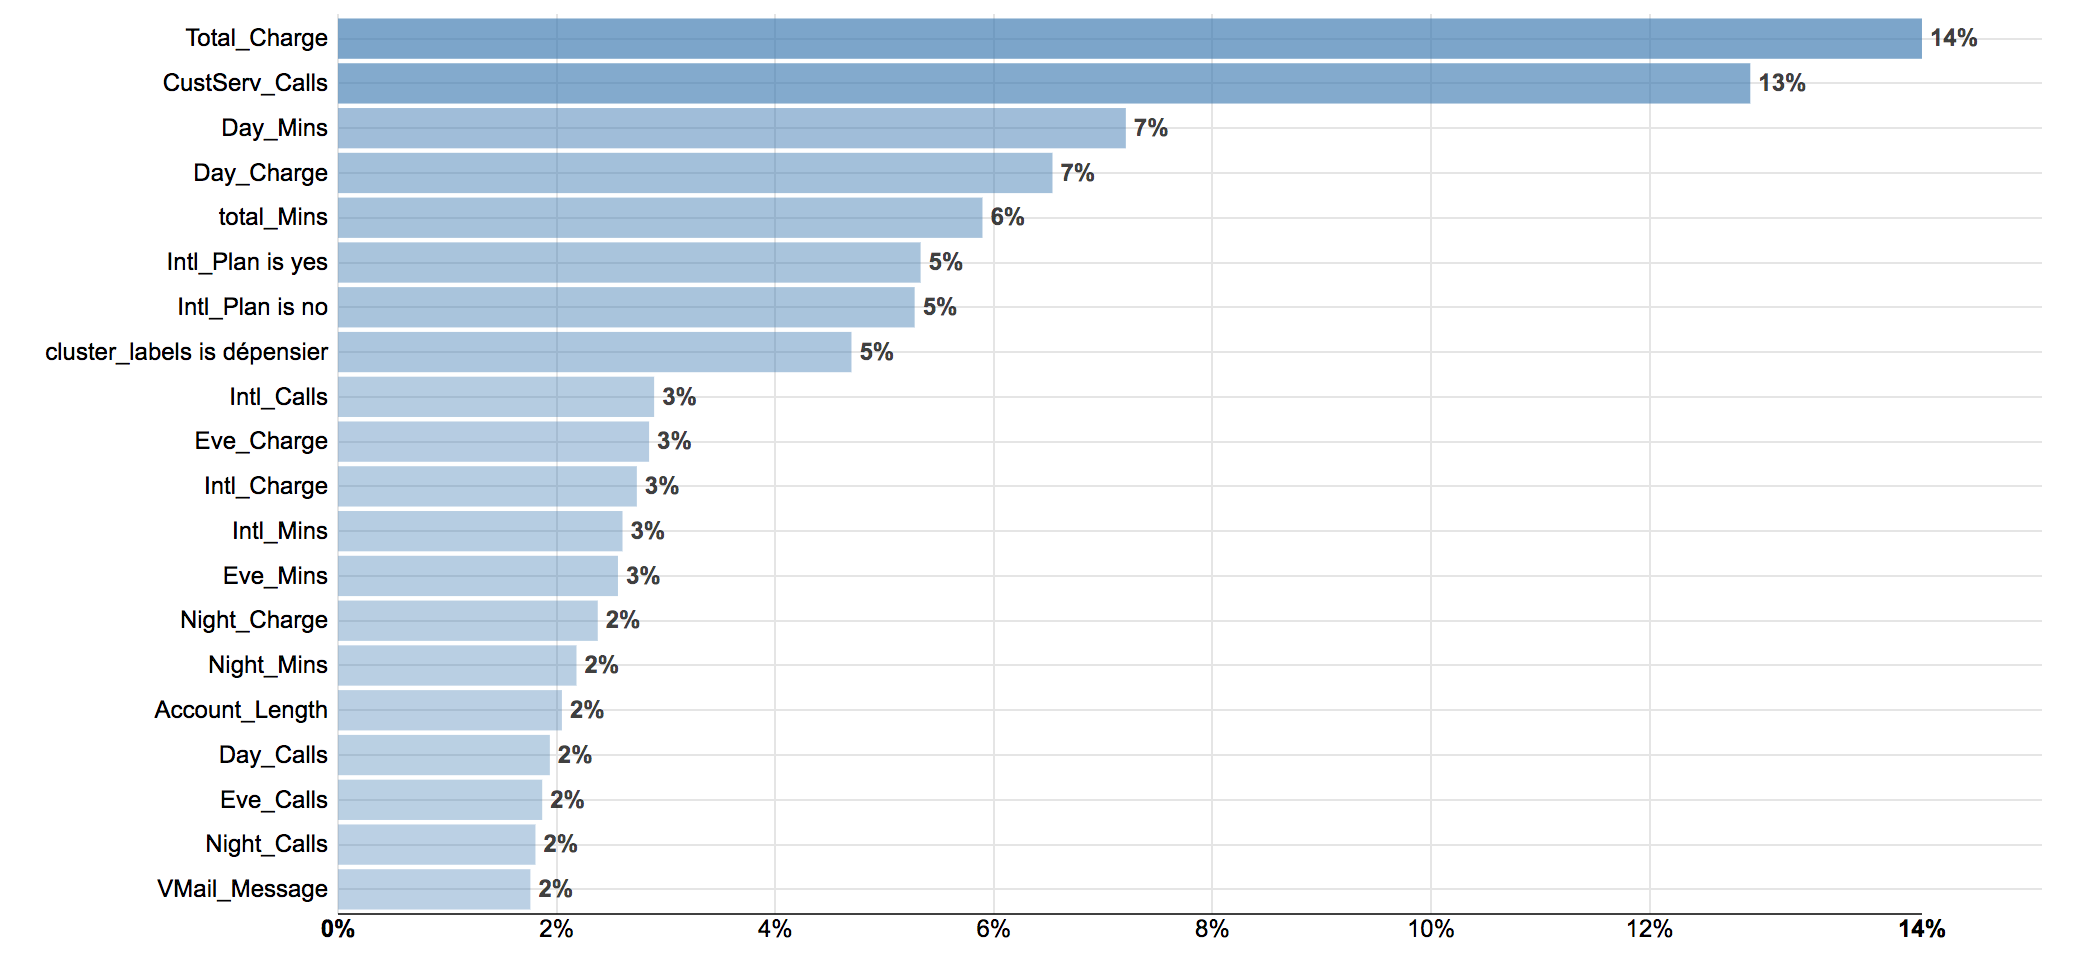 Total_Charge 14%
CustServ_Calls 13%
Day_Mins 7%
Day_Charge 7%
total_Mins 6%
Intl_Plan is yes 5%
Intl_Plan is no 5%
cluster_labels is dépensier 5%
Intl_Calls 3%
Eve_Charge 3%
Intl_Charge 3%
Intl_Mins 3%
Eve_Mins 3%
Night_Charge 2%
Night_Mins 2%
Account_Length 2%
Day_Calls 2%
Eve_Calls 2%
Night_Calls 2%
VMail_Message 2%
0% 2% 4% 6% 8% 10% 12% 14%